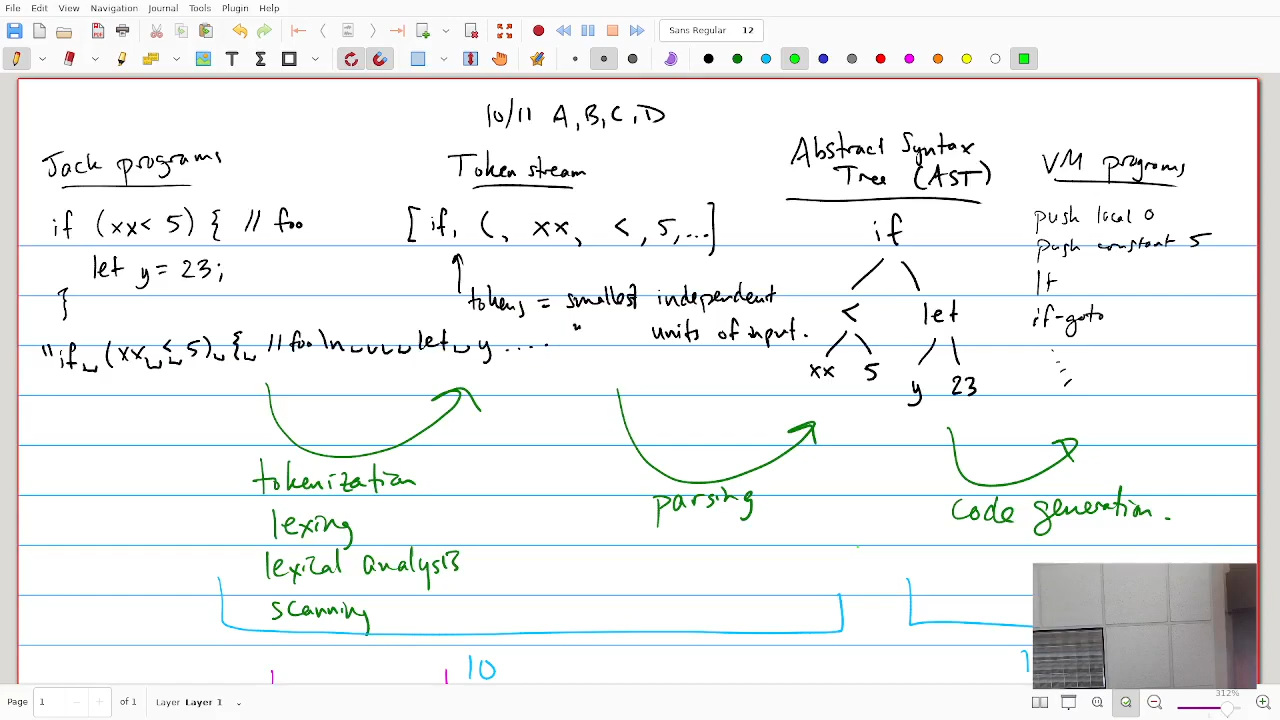 File Edit View Navigation Journal Tools Plugin Help
Sans Regular 12
10/11 A, B, C, D
Jack programs
if (xx< 5) { // foo
let y = 23;
}
"if␣(xx␣<␣5)␣{␣ //foo\n␣␣␣␣let␣y ....
Token stream
[if, (, xx, <, 5, ...]
tokens = smallest independent
units of input.
Abstract Syntax
Tree (AST)
if
< let
xx 5 y 23
VM programs
push local 0
push constant 5
lt
if-goto
tokenization
lexing
lexical analysis
scanning
parsing
code generation.
10
Page 1 of 1 Layer Layer 1
312%